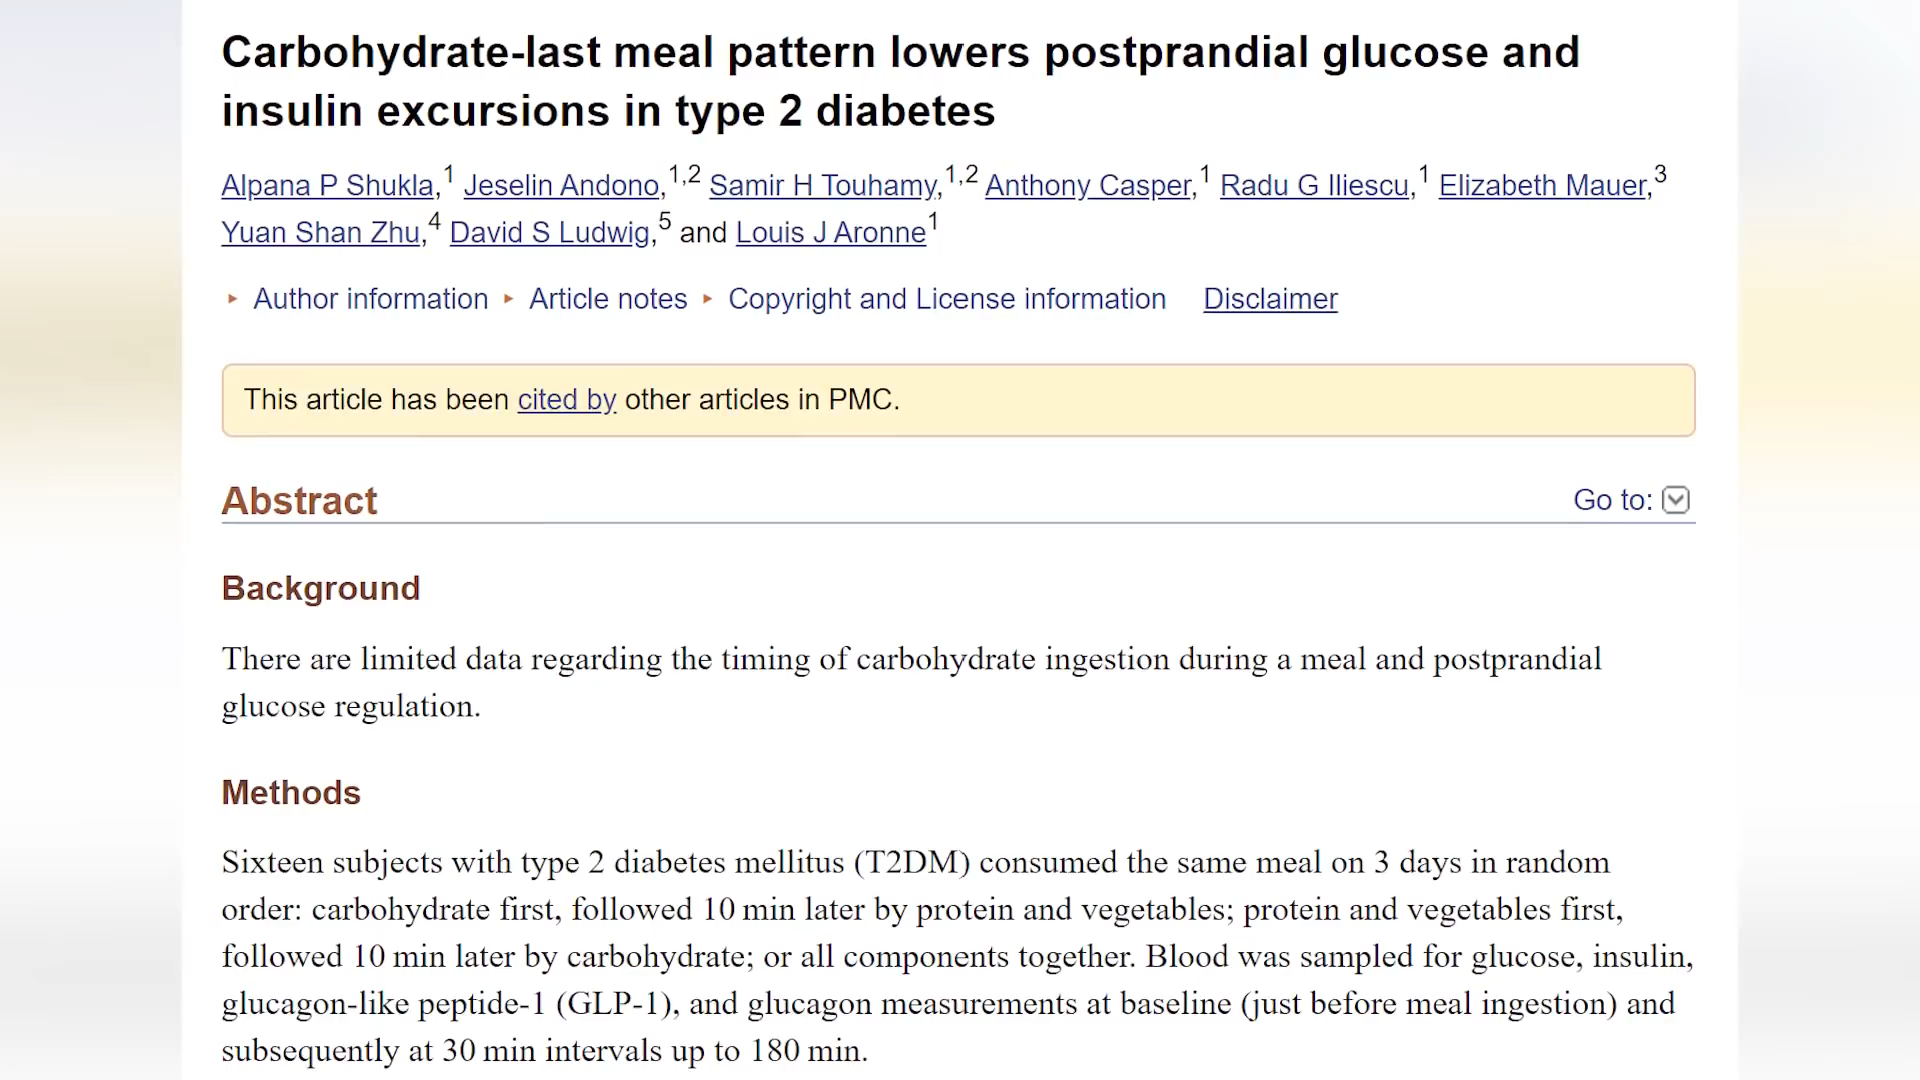 Carbohydrate-last meal pattern lowers postprandial glucose and
insulin excursions in type 2 diabetes
Alpana P Shukla,1 Jeselin Andono,1,2 Samir H Touhamy,1,2 Anthony Casper,1 Radu G Iliescu,1 Elizabeth Mauer,3
Yuan Shan Zhu,4 David S Ludwig,5 and Louis J Aronne1
▸ Author information ▸ Article notes ▸ Copyright and License information Disclaimer
This article has been cited by other articles in PMC.
Abstract Go to:
Background
There are limited data regarding the timing of carbohydrate ingestion during a meal and postprandial
glucose regulation.
Methods
Sixteen subjects with type 2 diabetes mellitus (T2DM) consumed the same meal on 3 days in random
order: carbohydrate first, followed 10 min later by protein and vegetables; protein and vegetables first,
followed 10 min later by carbohydrate; or all components together. Blood was sampled for glucose, insulin,
glucagon-like peptide-1 (GLP-1), and glucagon measurements at baseline (just before meal ingestion) and
subsequently at 30 min intervals up to 180 min.